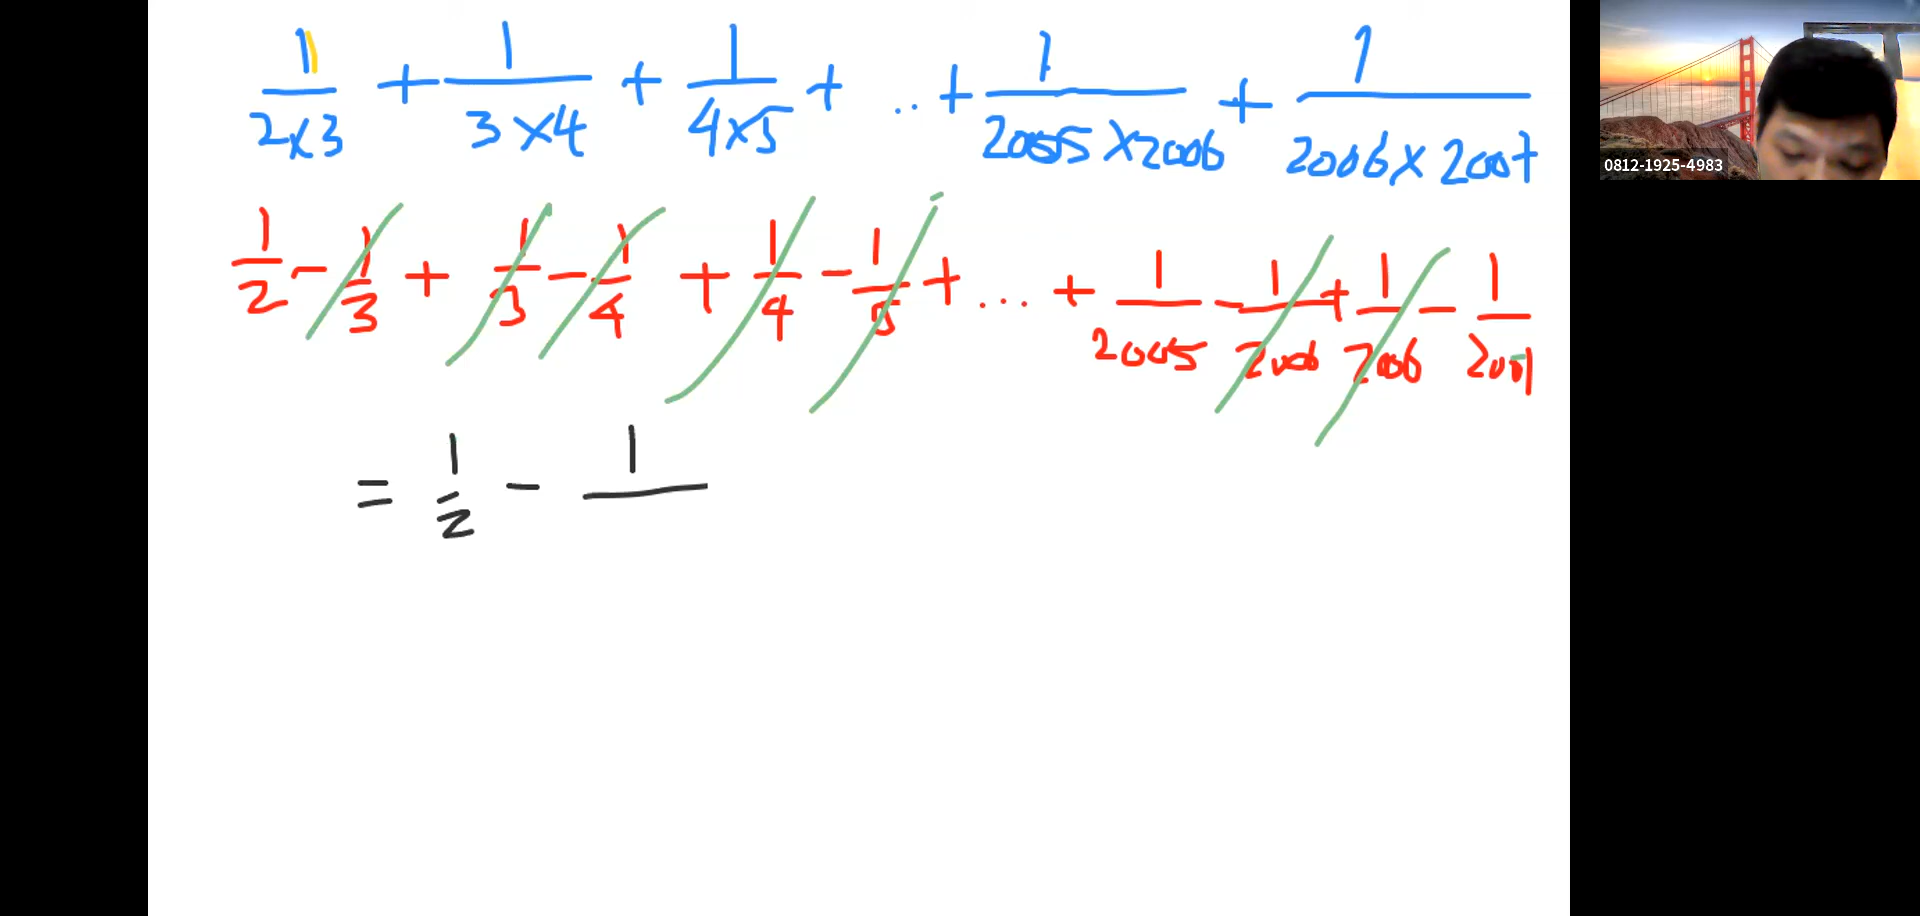 1/(2x3) + 1/(3x4) + 1/(4x5) + .. + 1/(2005x2006) + 1/(2006x2007)
1/2 - 1/3 + 1/3 - 1/4 + 1/4 - 1/5 + ... + 1/2005 - 1/2006 + 1/2006 - 1/2007
= 1/2 - 1/
0812-1925-4983